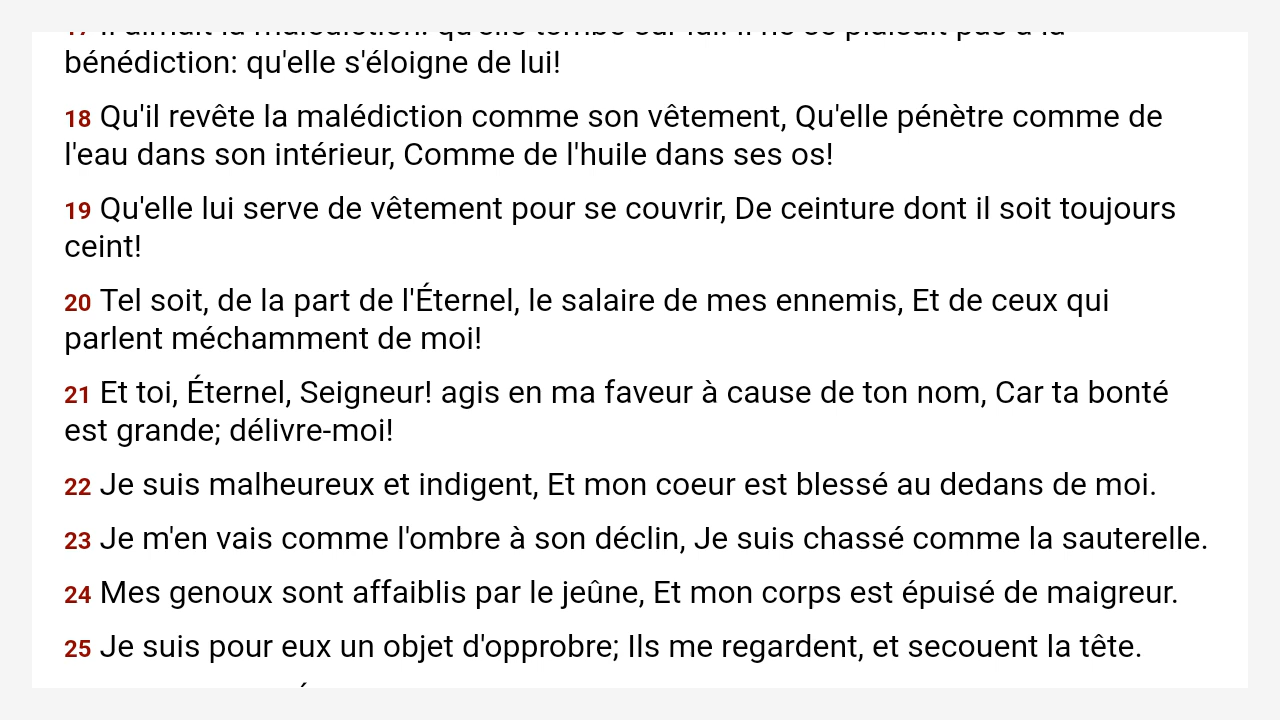 bénédiction: qu'elle s'éloigne de lui!
18 Qu'il revête la malédiction comme son vêtement, Qu'elle pénètre comme de
l'eau dans son intérieur, Comme de l'huile dans ses os!
19 Qu'elle lui serve de vêtement pour se couvrir, De ceinture dont il soit toujours
ceint!
20 Tel soit, de la part de l'Éternel, le salaire de mes ennemis, Et de ceux qui
parlent méchamment de moi!
21 Et toi, Éternel, Seigneur! agis en ma faveur à cause de ton nom, Car ta bonté
est grande; délivre-moi!
22 Je suis malheureux et indigent, Et mon coeur est blessé au dedans de moi.
23 Je m'en vais comme l'ombre à son déclin, Je suis chassé comme la sauterelle.
24 Mes genoux sont affaiblis par le jeûne, Et mon corps est épuisé de maigreur.
25 Je suis pour eux un objet d'opprobre; Ils me regardent, et secouent la tête.